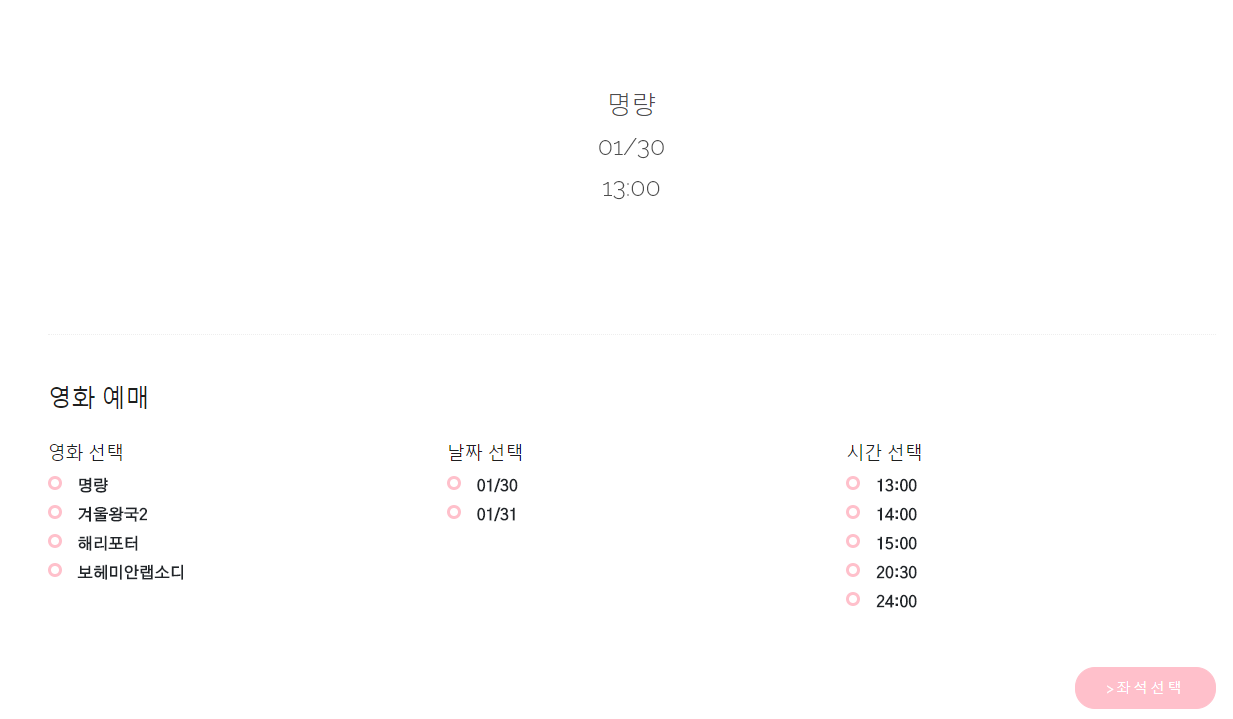 명량
01/30
13:00
영화 예매
영화 선택
명량
겨울왕국2
해리포터
보헤미안랩소디
날짜 선택
01/30
01/31
시간 선택
13:00
14:00
15:00
20:30
24:00
>좌석선택